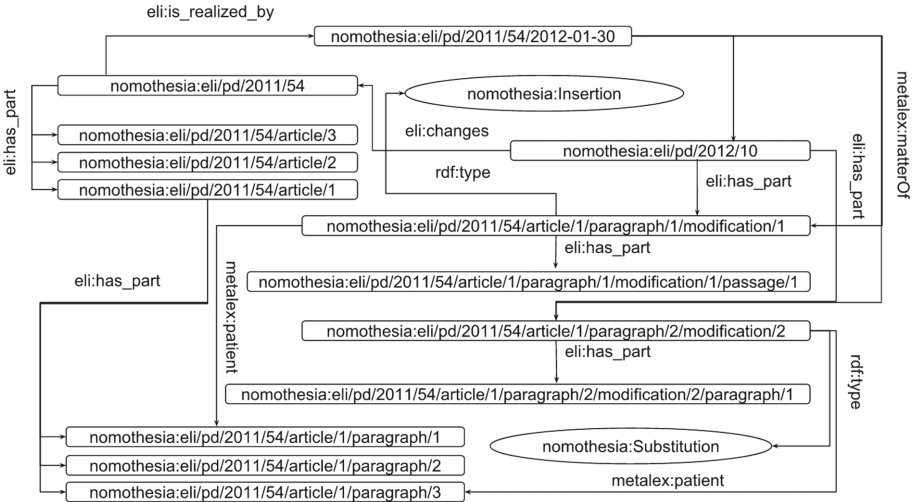 eli:is_realized_by
nomothesia:eli/pd/2011/54/2012-01-30
nomothesia:eli/pd/2011/54
nomothesia:Insertion
metalex:matterOf
eli:has_part
eli:changes
nomothesia:eli/pd/2011/54/article/3
eli:has_part
nomothesia:eli/pd/2012/10
nomothesia:eli/pd/2011/54/article/2
rdf:type
eli:has_part
nomothesia:eli/pd/2011/54/article/1
nomothesia:eli/pd/2011/54/article/1/paragraph/1/modification/1
eli:has_part
eli:has_part
metalex:patient
nomothesia:eli/pd/2011/54/article/1/paragraph/1/modification/1/passage/1
nomothesia:eli/pd/2011/54/article/1/paragraph/2/modification/2
eli:has_part
rdf:type
nomothesia:eli/pd/2011/54/article/1/paragraph/2/modification/2/paragraph/1
nomothesia:eli/pd/2011/54/article/1/paragraph/1
nomothesia:Substitution
nomothesia:eli/pd/2011/54/article/1/paragraph/2
metalex:patient
nomothesia:eli/pd/2011/54/article/1/paragraph/3